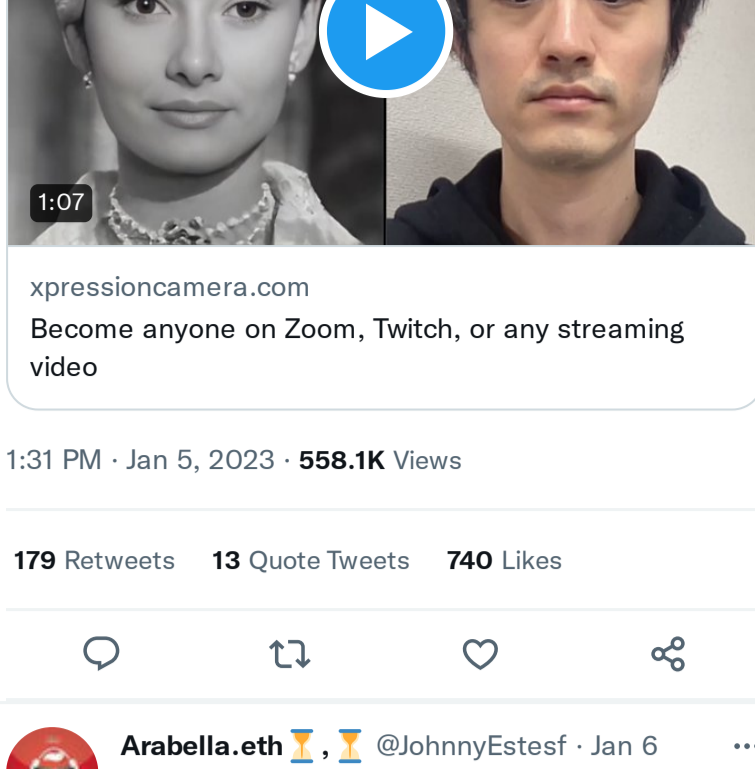 1:07
xpressioncamera.com
Become anyone on Zoom, Twitch, or any streaming
video
1:31 PM · Jan 5, 2023 · 558.1K Views
179 Retweets 13 Quote Tweets 740 Likes
Arabella.eth⏳,⏳ @JohnnyEstesf · Jan 6